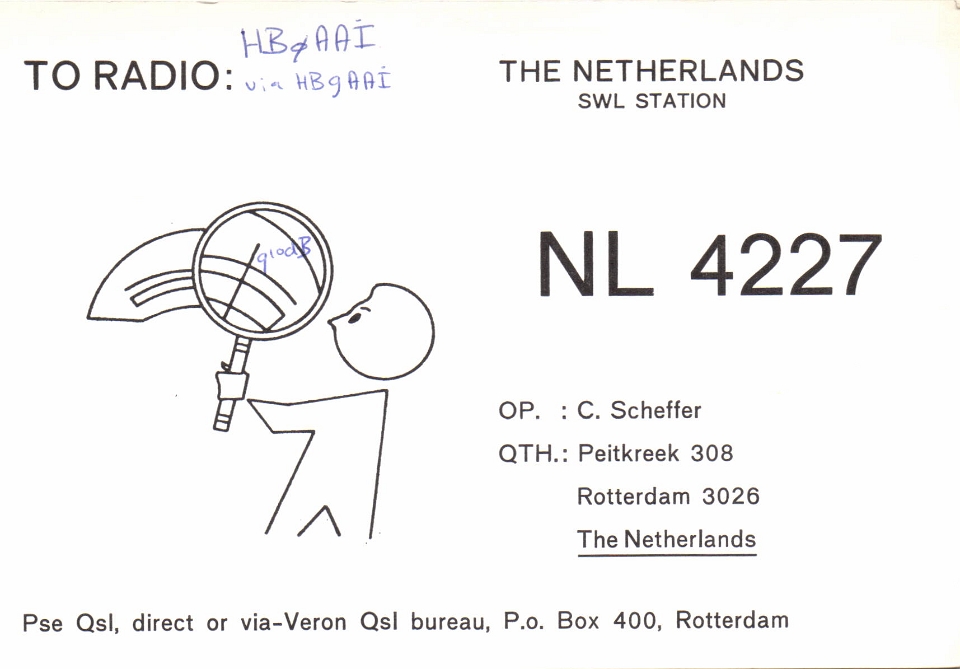 TO RADIO: HBØAAI
via HB9AAI
THE NETHERLANDS
SWL STATION
q10dB
NL 4227
OP. : C. Scheffer
QTH.: Peitkreek 308
Rotterdam 3026
The Netherlands
Pse Qsl, direct or via-Veron Qsl bureau, P.o. Box 400, Rotterdam